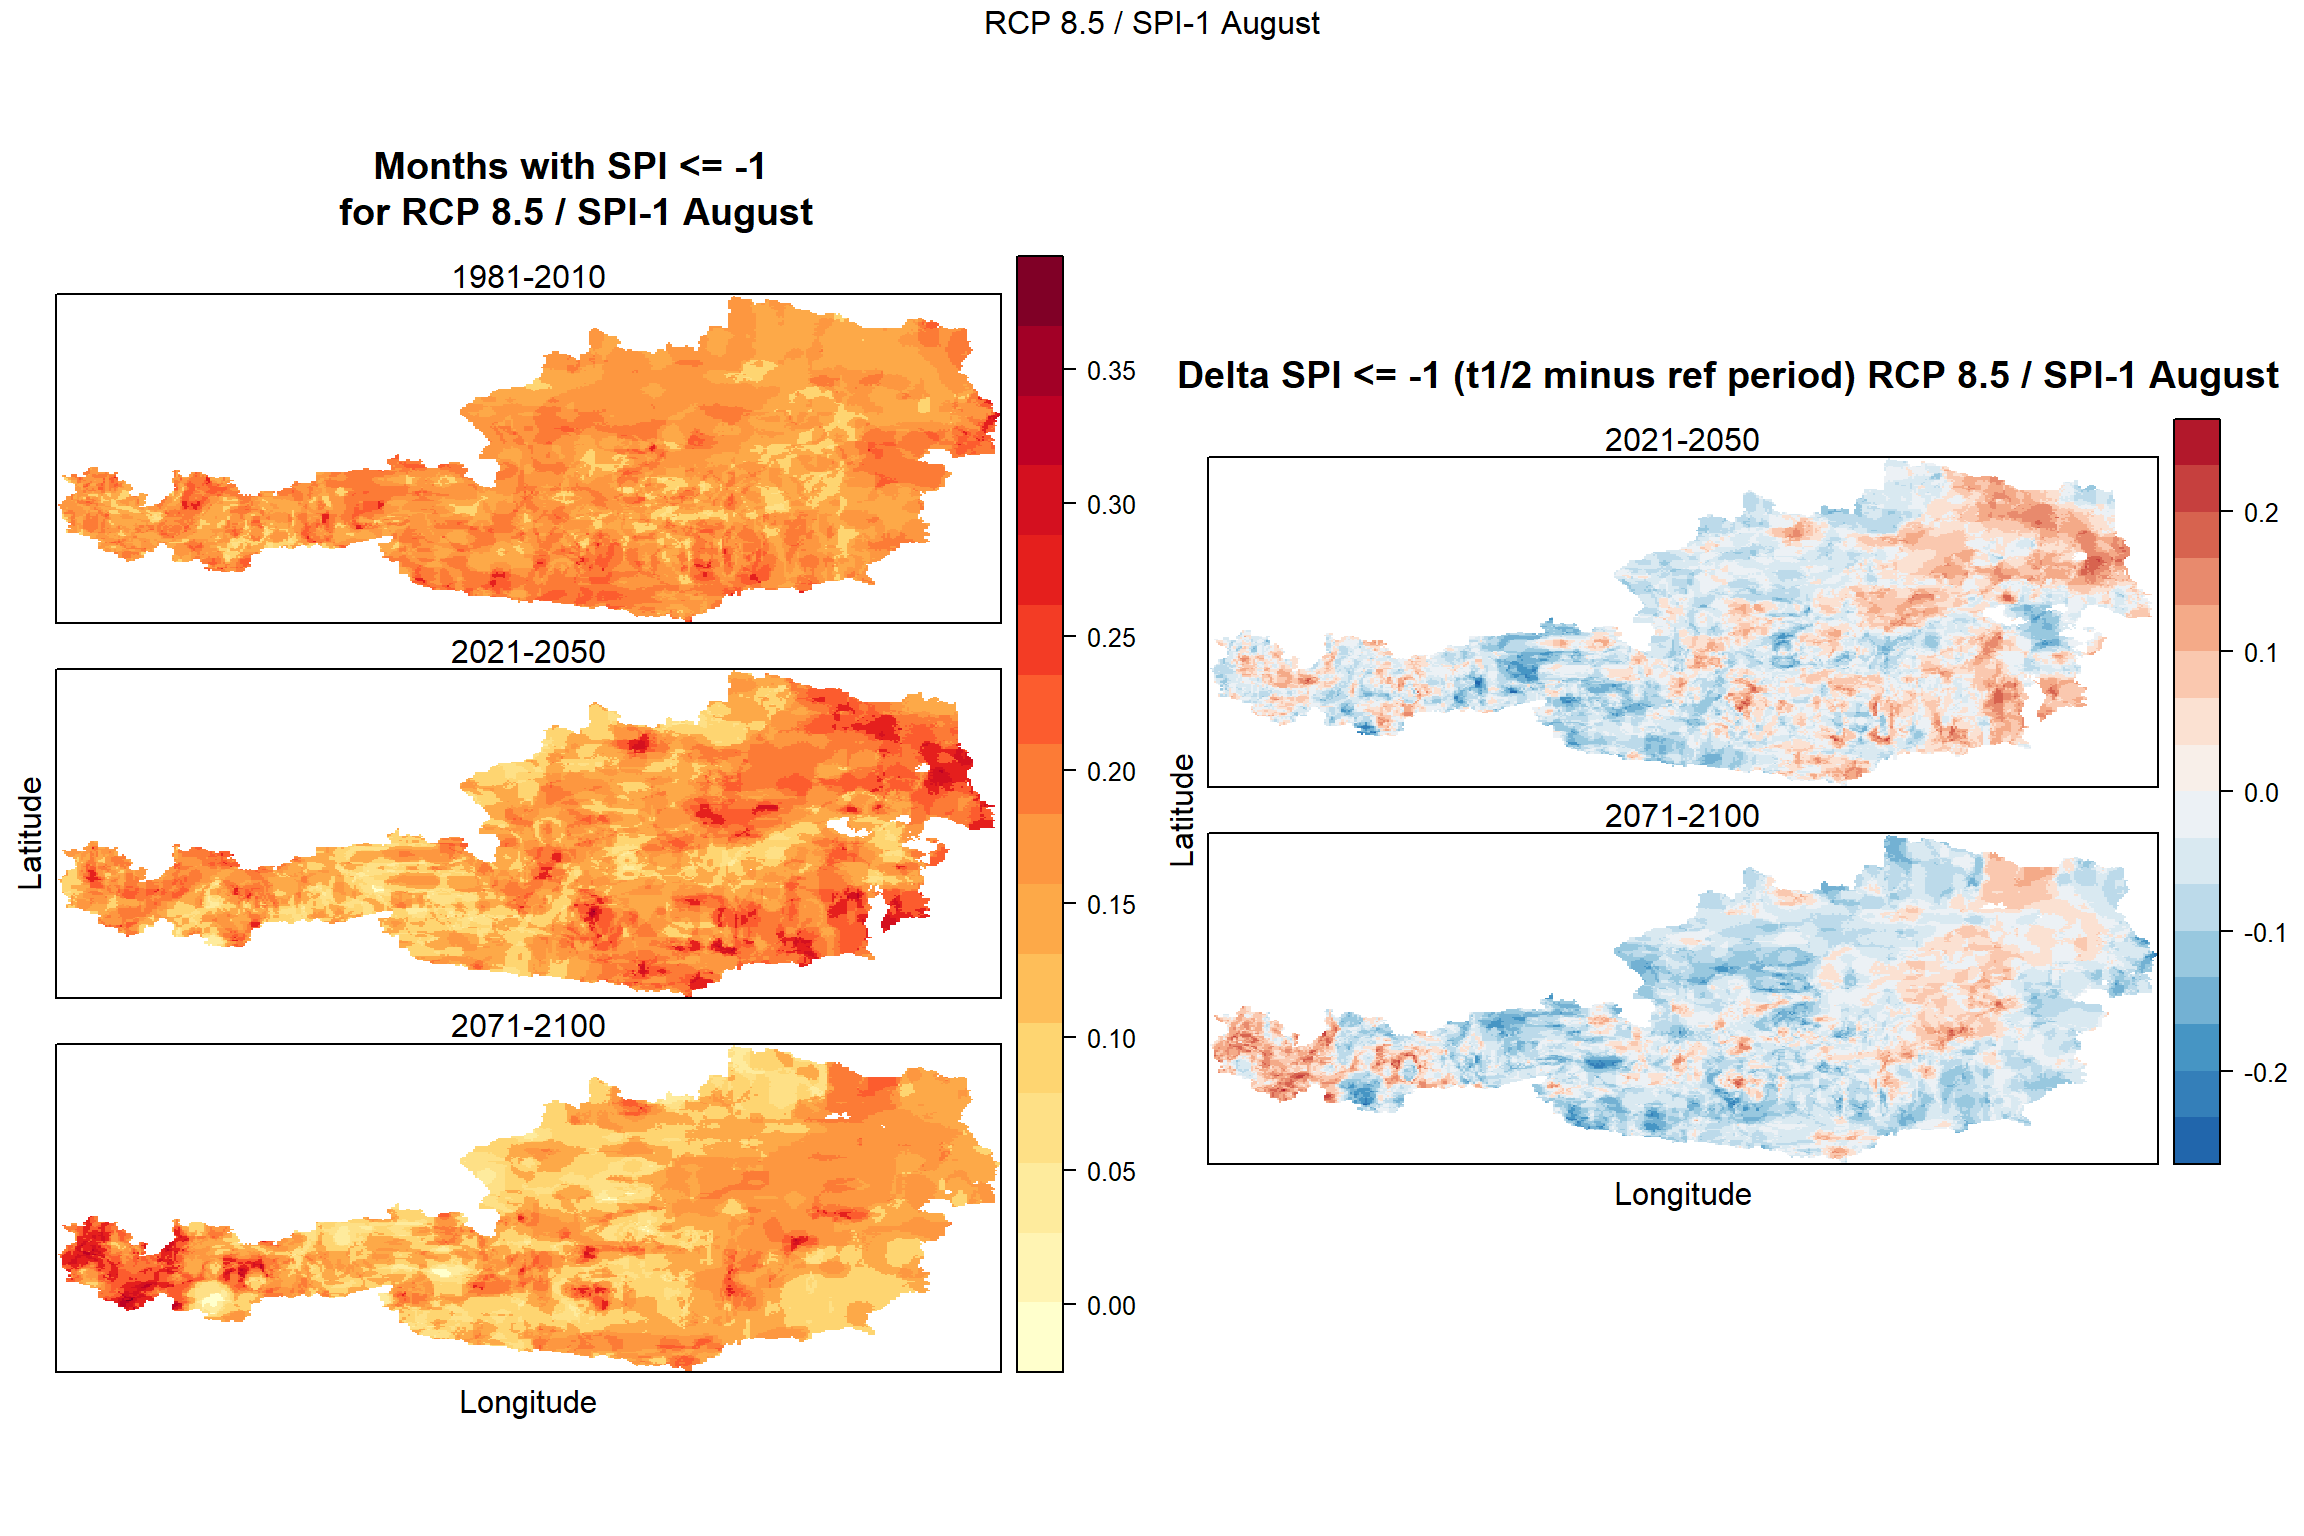 RCP 8.5 / SPI-1 August
Months with SPI <= -1
for RCP 8.5 / SPI-1 August
1981-2010
2021-2050
2071-2100
Latitude
Longitude
0.35
0.30
0.25
0.20
0.15
0.10
0.05
0.00
Delta SPI <= -1 (t1/2 minus ref period) RCP 8.5 / SPI-1 August
2021-2050
2071-2100
Latitude
Longitude
0.2
0.1
0.0
-0.1
-0.2